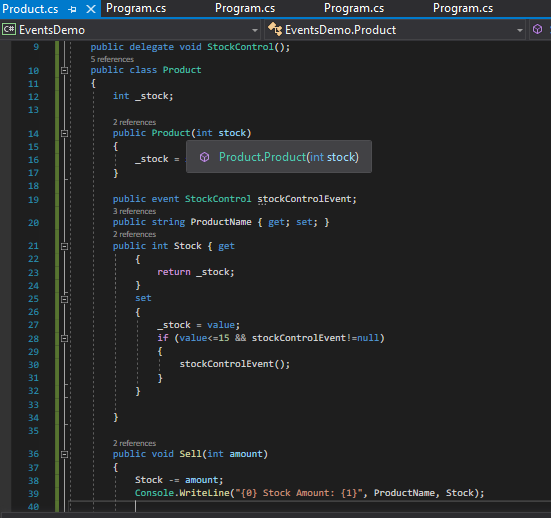 Product.cs Program.cs Program.cs Program.cs Program.cs
C# EventsDemo EventsDemo.Product
9 public delegate void StockControl();
5 references
10 public class Product
11 {
12 int _stock;
13
2 references
14 public Product(int stock)
15 {
16 _stock =
Product.Product(int stock)
17 }
18
19 public event StockControl stockControlEvent;
3 references
20 public string ProductName { get; set; }
2 references
21 public int Stock { get
22 {
23 return _stock;
24 }
25 set
26 {
27 _stock = value;
28 if (value<=15 && stockControlEvent!=null)
29 {
30 stockControlEvent();
31 }
32 }
33
34 }
35
2 references
36 public void Sell(int amount)
37 {
38 Stock -= amount;
39 Console.WriteLine("{0} Stock Amount: {1}", ProductName, Stock);
40